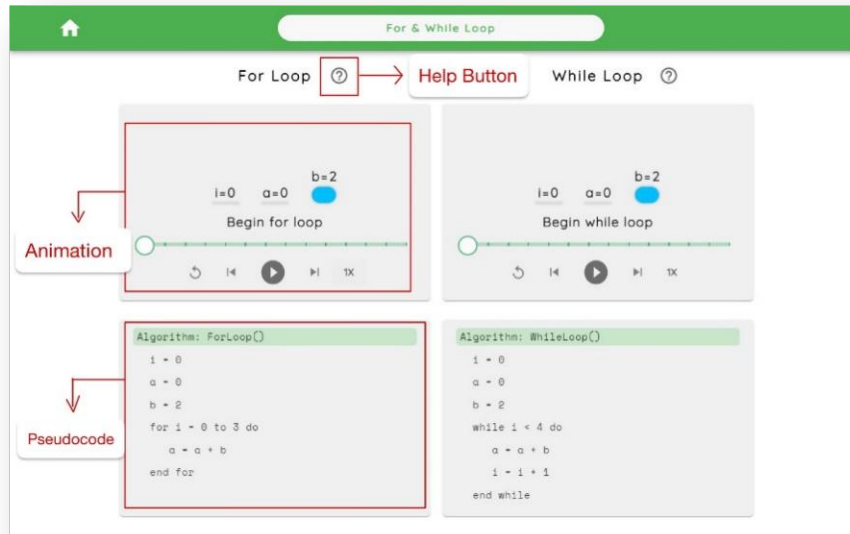 For & While Loop
For Loop
?
Help Button
While Loop
?
i=0
a=0
b=2
Begin for loop
1X
Animation
i=0
a=0
b=2
Begin while loop
1X
Algorithm: ForLoop()
i = 0
a = 0
b = 2
for i = 0 to 3 do
a = a + b
end for
Pseudocode
Algorithm: WhileLoop()
i = 0
a = 0
b = 2
while i < 4 do
a = a + b
i = i + 1
end while